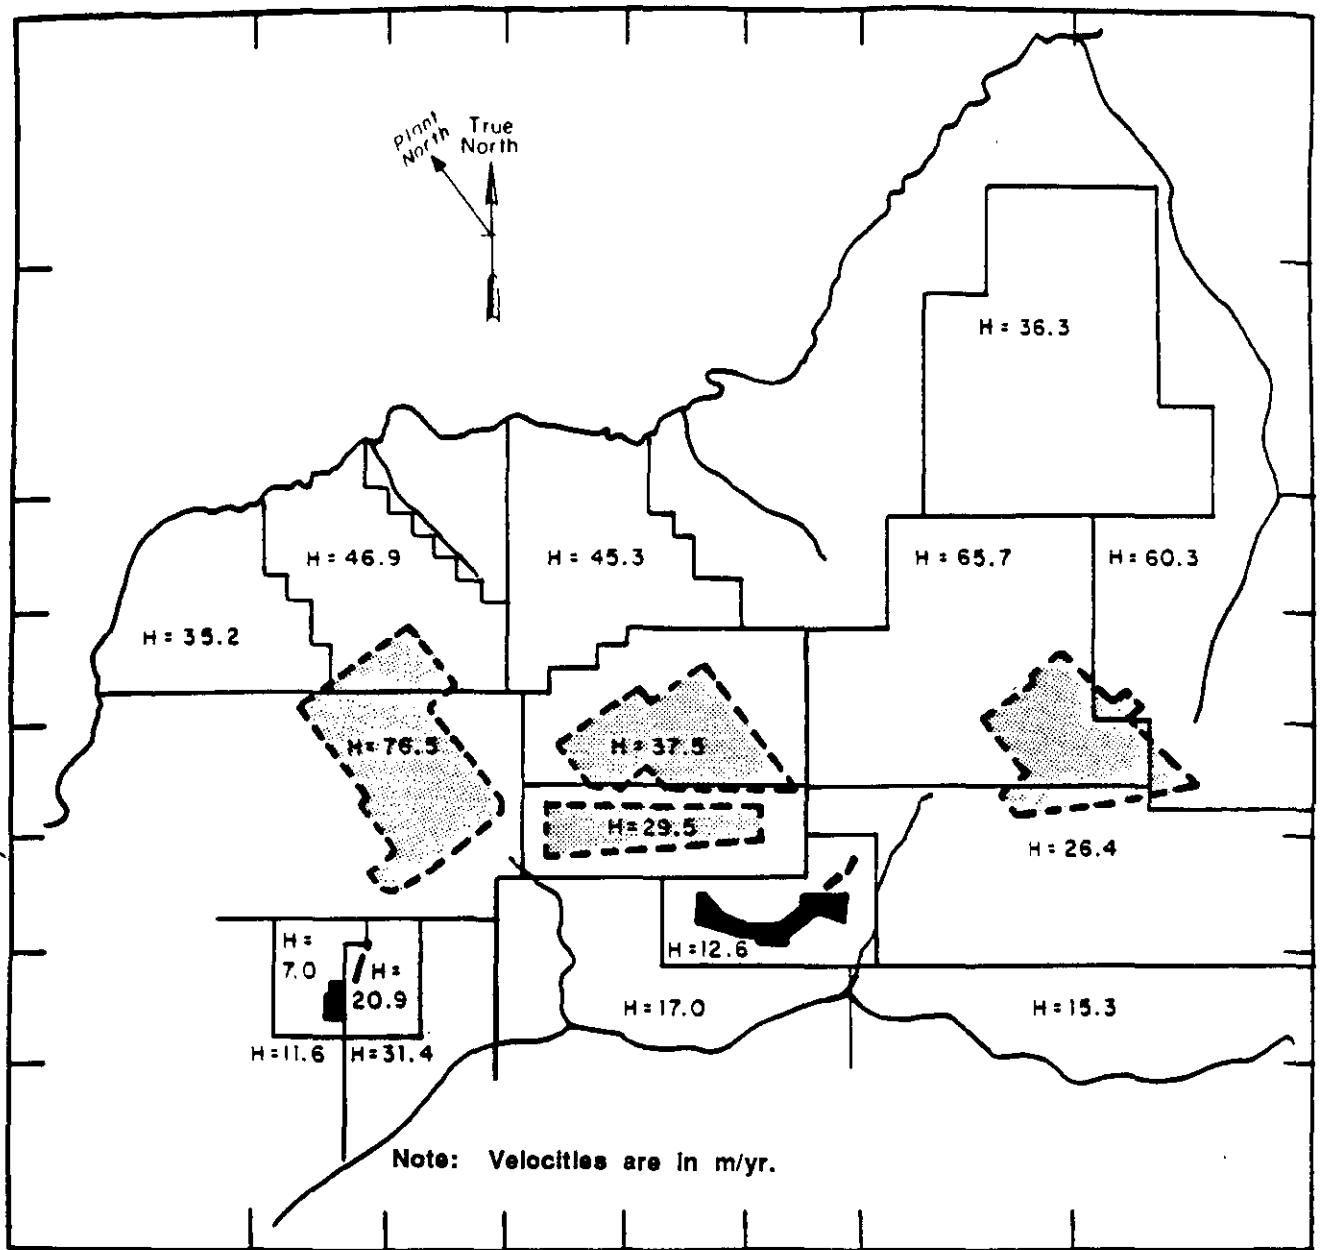 Plant
North
True
North
H = 36.3
H = 46.9
H = 45.3
H = 65.7
H = 60.3
H = 35.2
H = 76.5
H = 37.5
H = 29.5
H = 26.4
H =
7.0
H =
20.9
H = 12.6
H = 17.0
H = 15.3
H = 11.6
H = 31.4
Note: Velocities are in m/yr.